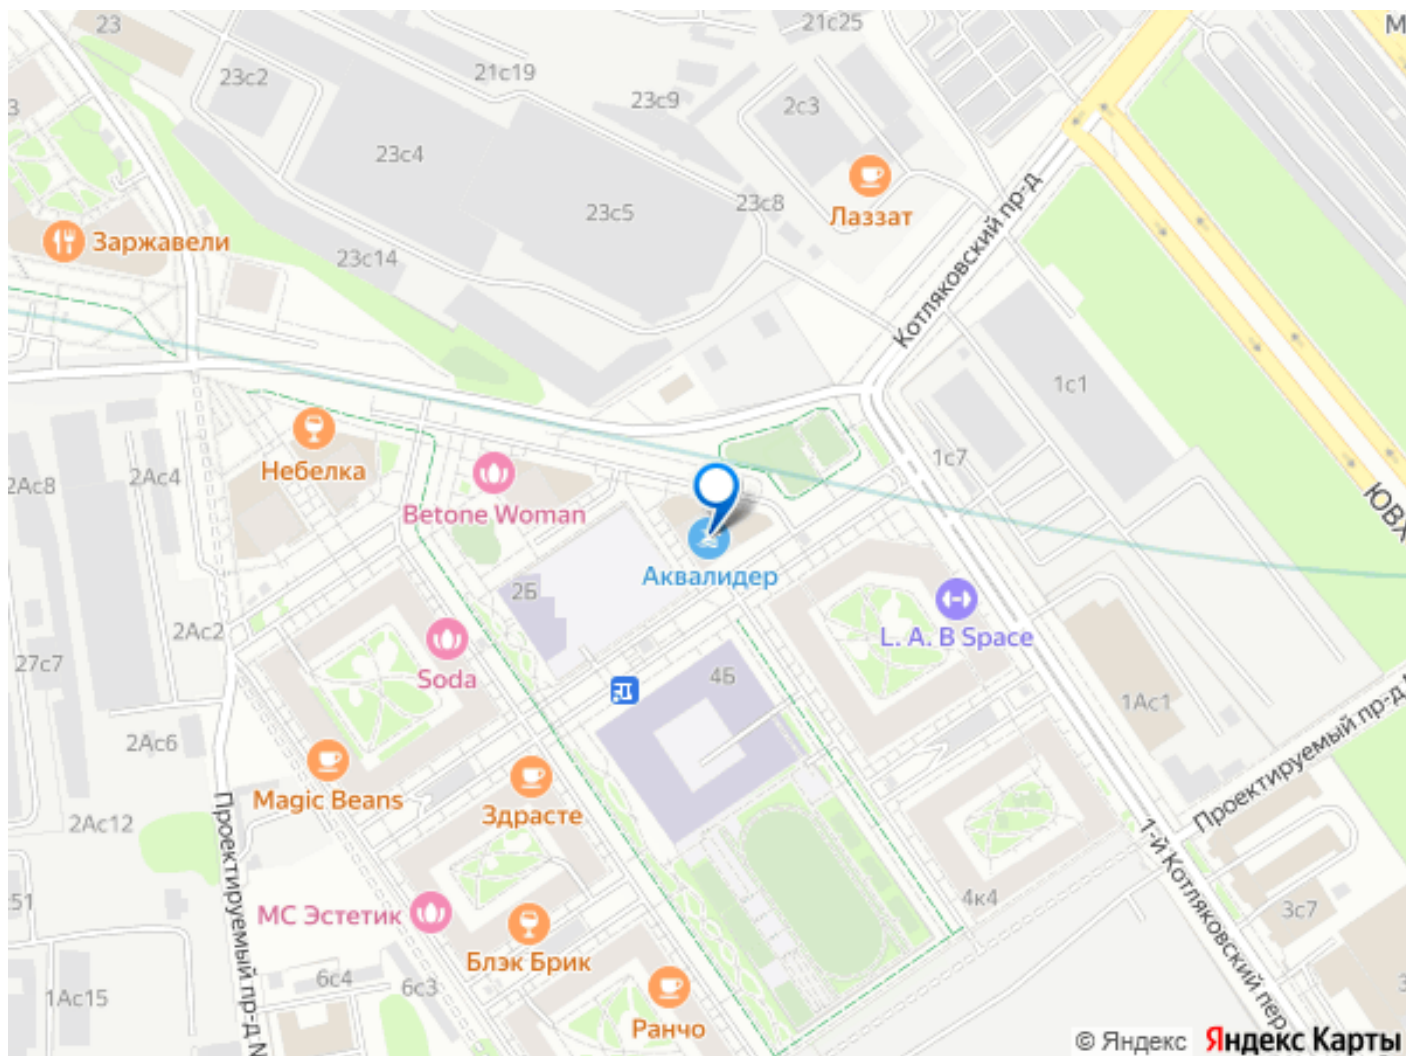 23
21с25
М
21с19
23с2
23с9
2с3
3
23с4
23с8
23с5
Лаззат
Заржавели
23с14
Котляковский пр-д
1с1
1с7
Небелка
2Ас4
2Ас8
Betone Woman
ЮВХ
Аквалидер
2Б
2Ас2
L. A. B Space
27с7
Soda
4Б
1Ас1
2Ас6
Проектируемый пр-д №
Magic Beans
Здрасте
2Ас12
Проектируемый пр-д №
1-й Котляковский пер.
51
МС Эстетик
4к4
3с7
Блэк Брик
6с4
6с3
1Ас15
3
Ранчо
© Яндекс Яндекс Карты